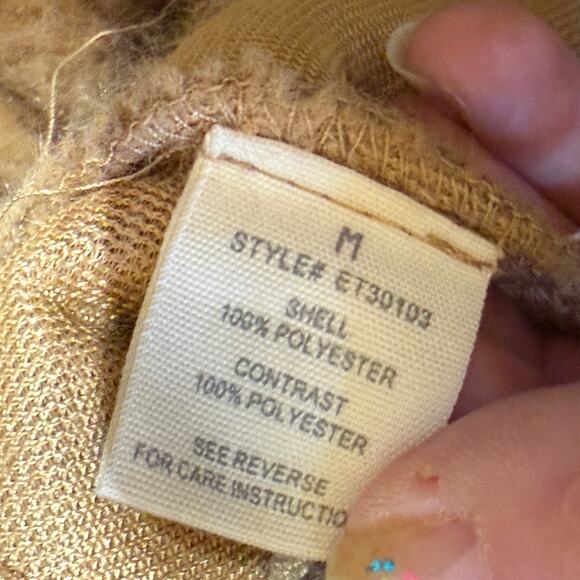 M
STYLE# ET30103
SHELL
100% POLYESTER
CONTRAST
100% POLYESTER
SEE REVERSE
FOR CARE INSTRUCTIO